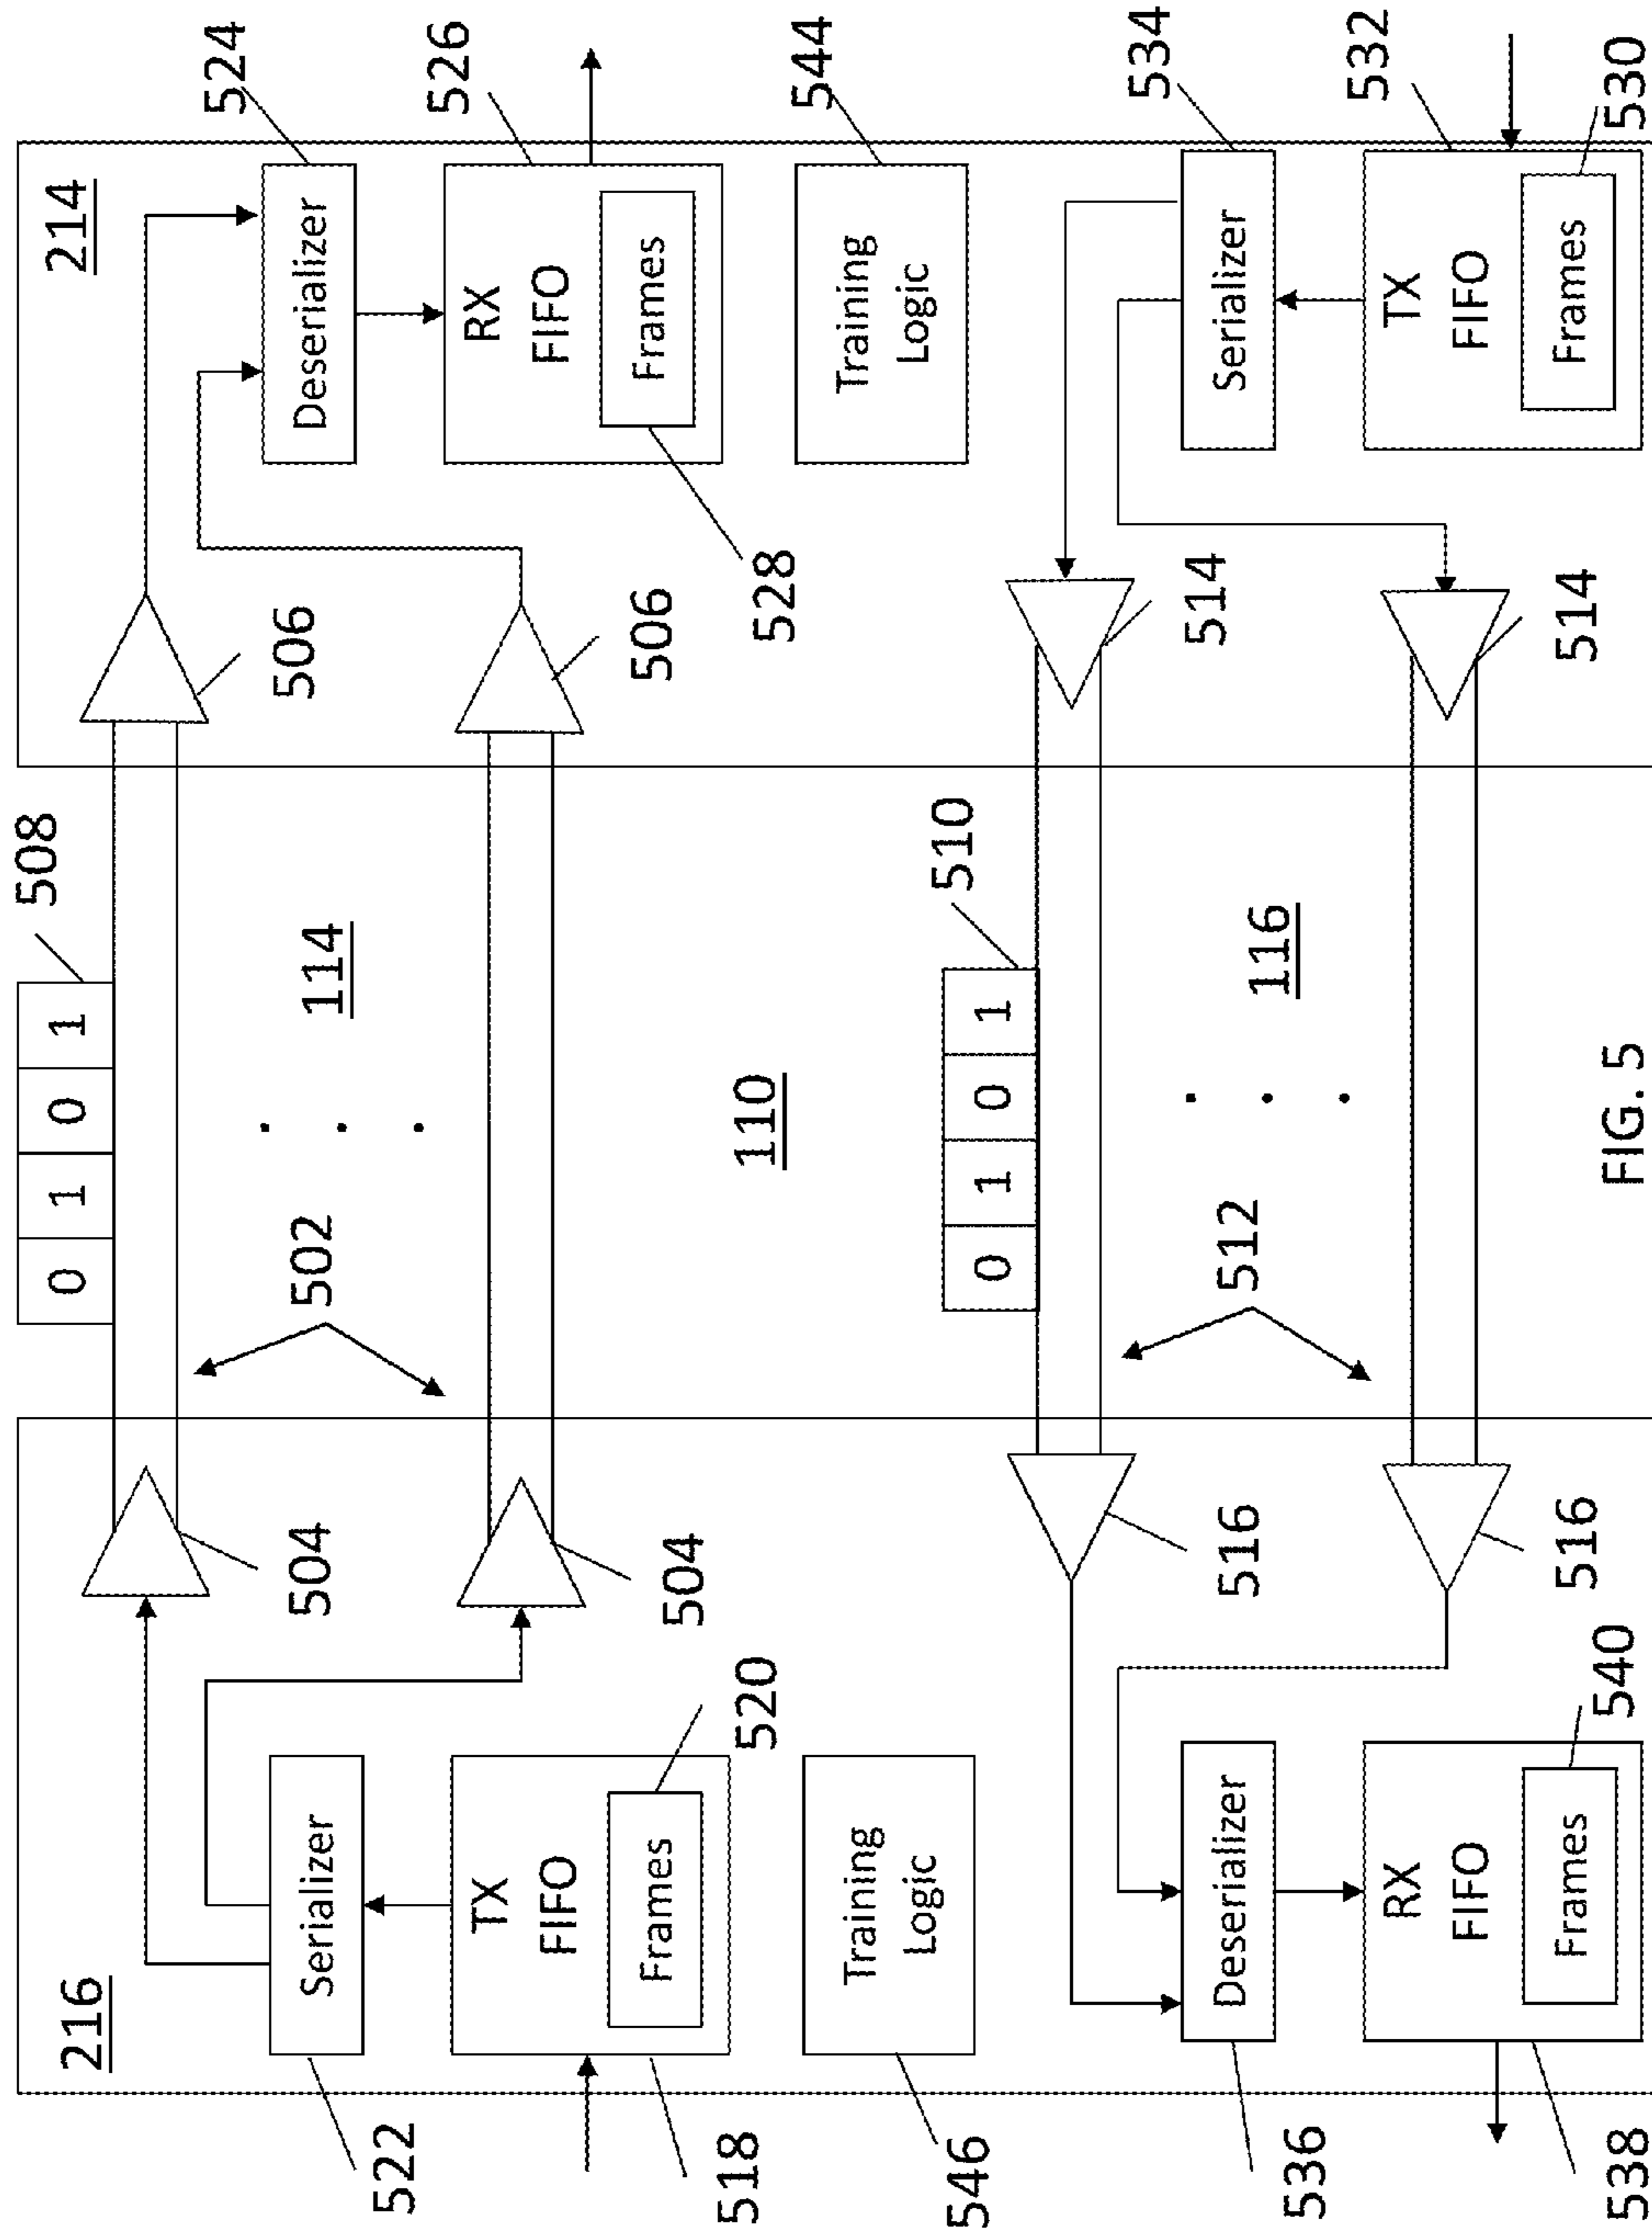 216
522
Serializer
TX
FIFO
Frames
518
520
504
504
Training
Logic
546
536
Deserializer
RX
FIFO
Frames
538
540
516
516
0 1 0 1
508
502
114
110
0 1 0 1
510
512
116
214
524
Deserializer
RX
FIFO
Frames
526
528
506
506
Training
Logic
544
534
Serializer
TX
FIFO
Frames
532
530
514
514
FIG. 5